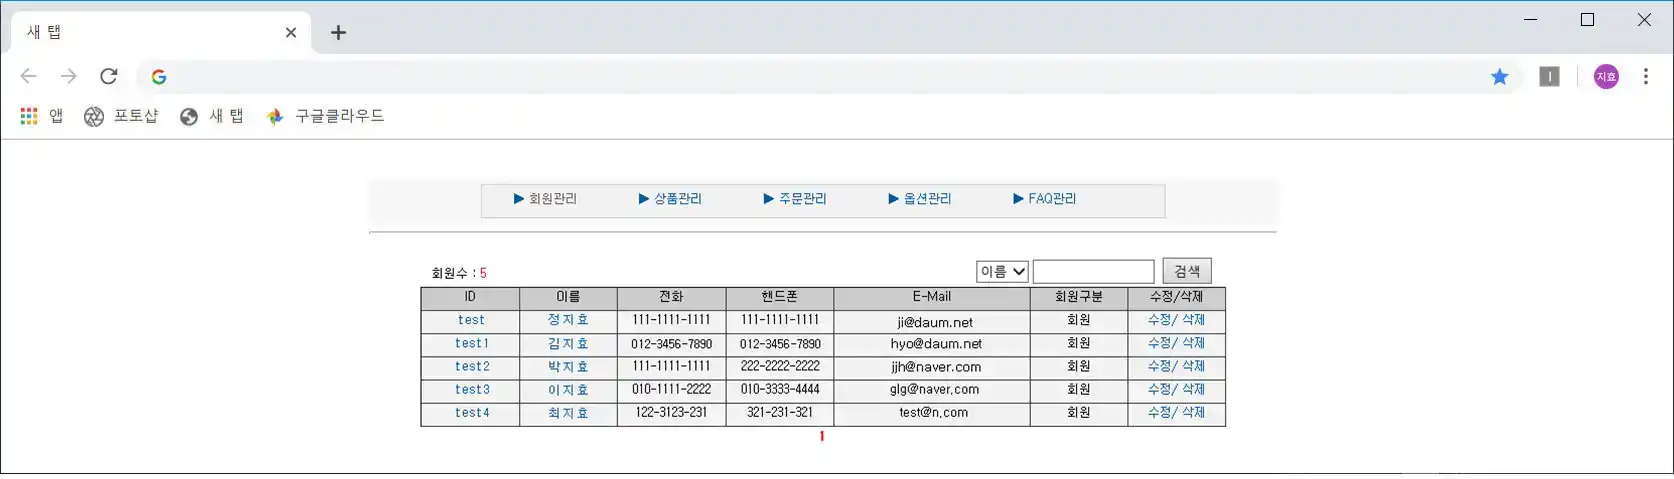 새 탭
지효
앱 포토샵 새 탭 구글클라우드
▶ 회원관리 ▶ 상품관리 ▶ 주문관리 ▶ 옵션관리 ▶ FAQ관리
회원수 : 5 이름 검색
ID 이름 전화 핸드폰 E-Mail 회원구분 수정/삭제
test 정지효 111-1111-1111 111-1111-1111 ji@daum.net 회원 수정/ 삭제
test1 김지효 012-3456-7890 012-3456-7890 hyo@daum.net 회원 수정/ 삭제
test2 박지효 111-1111-1111 222-2222-2222 jjh@naver.com 회원 수정/ 삭제
test3 이지효 010-1111-2222 010-3333-4444 glg@naver.com 회원 수정/ 삭제
test4 최지효 122-3123-231 321-231-321 test@n.com 회원 수정/ 삭제
1